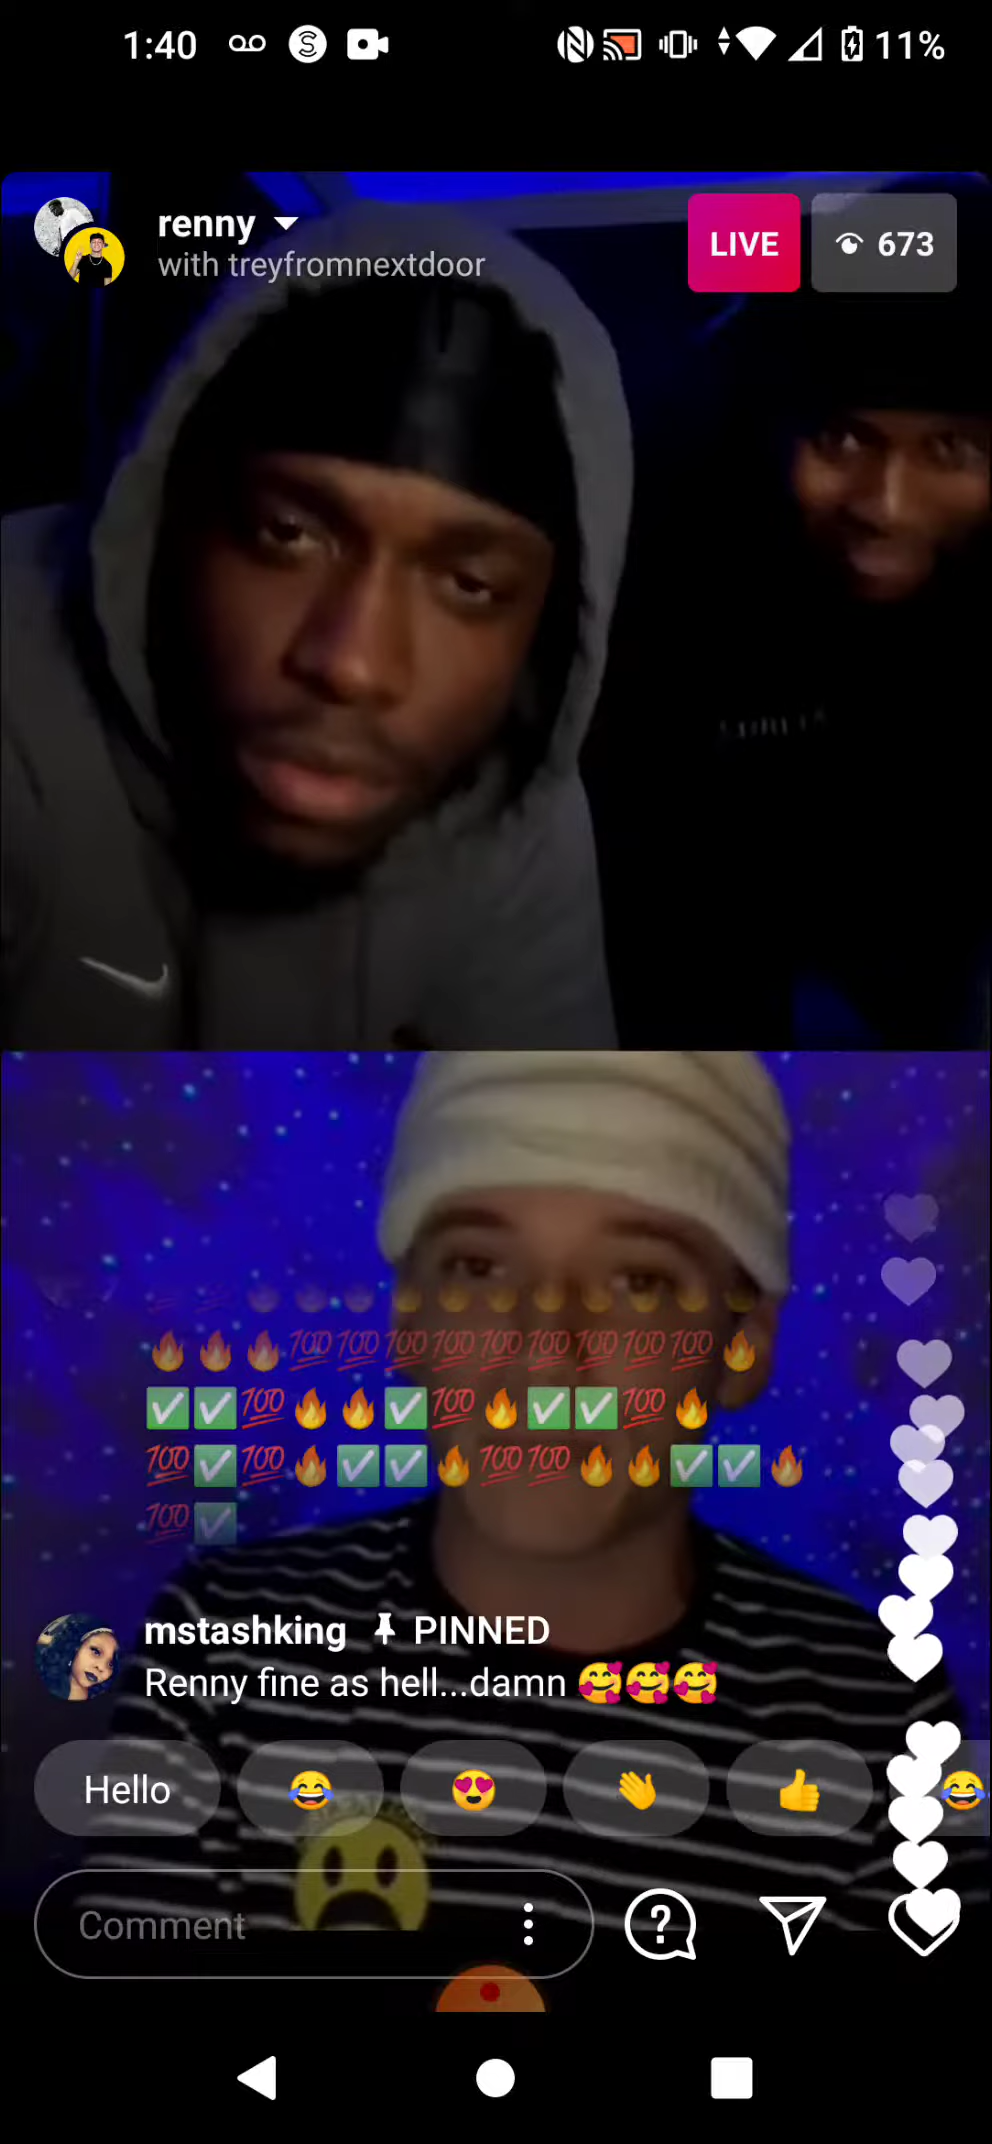 1:40 11%
renny
with treyfromnextdoor
LIVE 673
🔥🔥🔥💯💯💯💯💯💯💯💯💯🔥
✅✅💯🔥🔥✅💯🔥✅✅💯🔥
💯✅💯🔥✅✅🔥💯💯🔥🔥✅✅🔥
💯✅
mstashking PINNED
Renny fine as hell...damn 🥰🥰🥰
Hello 😂 😍 👏 👍 😂
Comment